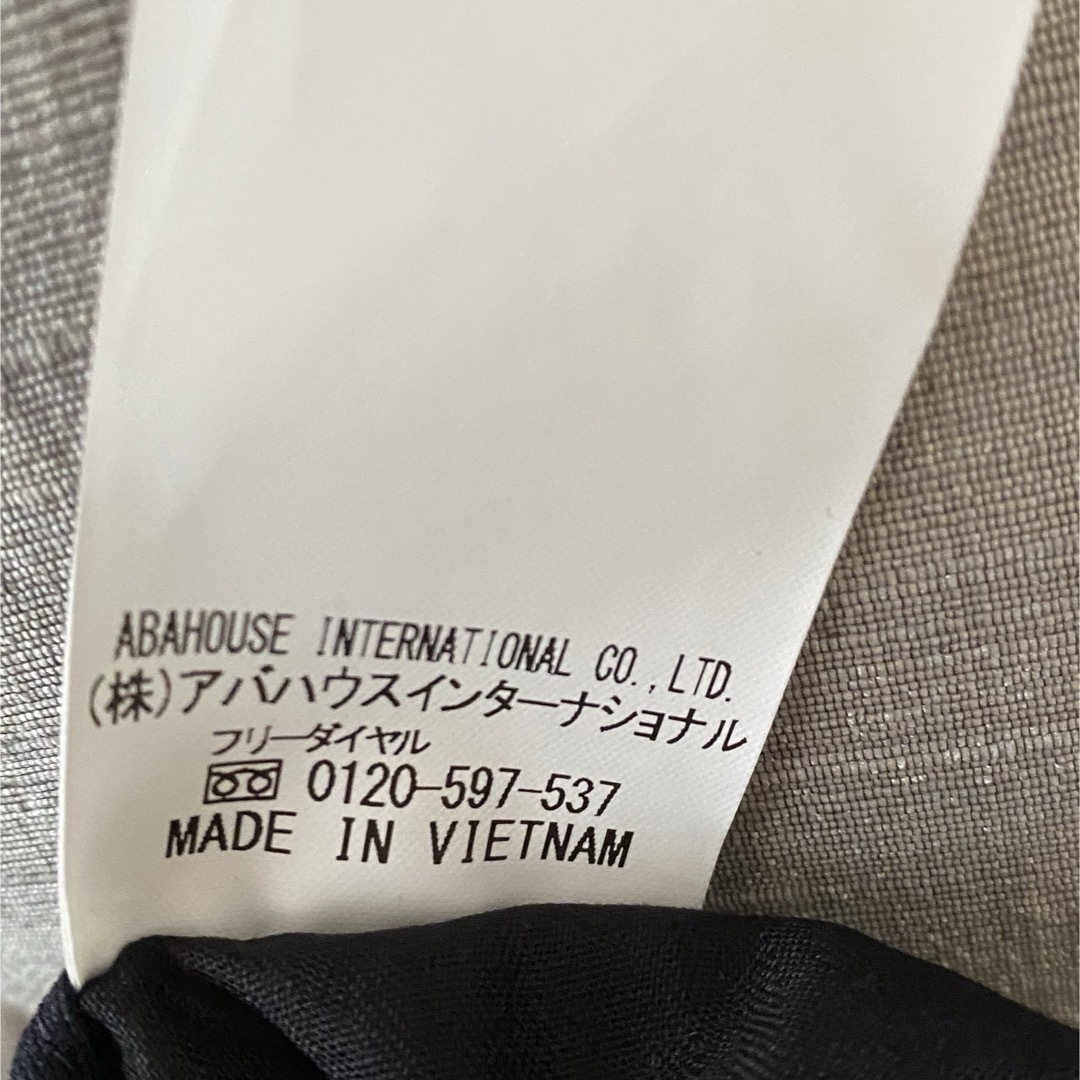 ABAHOUSE INTERNATIONAL CO.,LTD.
(株)アバハウスインターナショナル
フリーダイヤル
0120-597-537
MADE IN VIETNAM